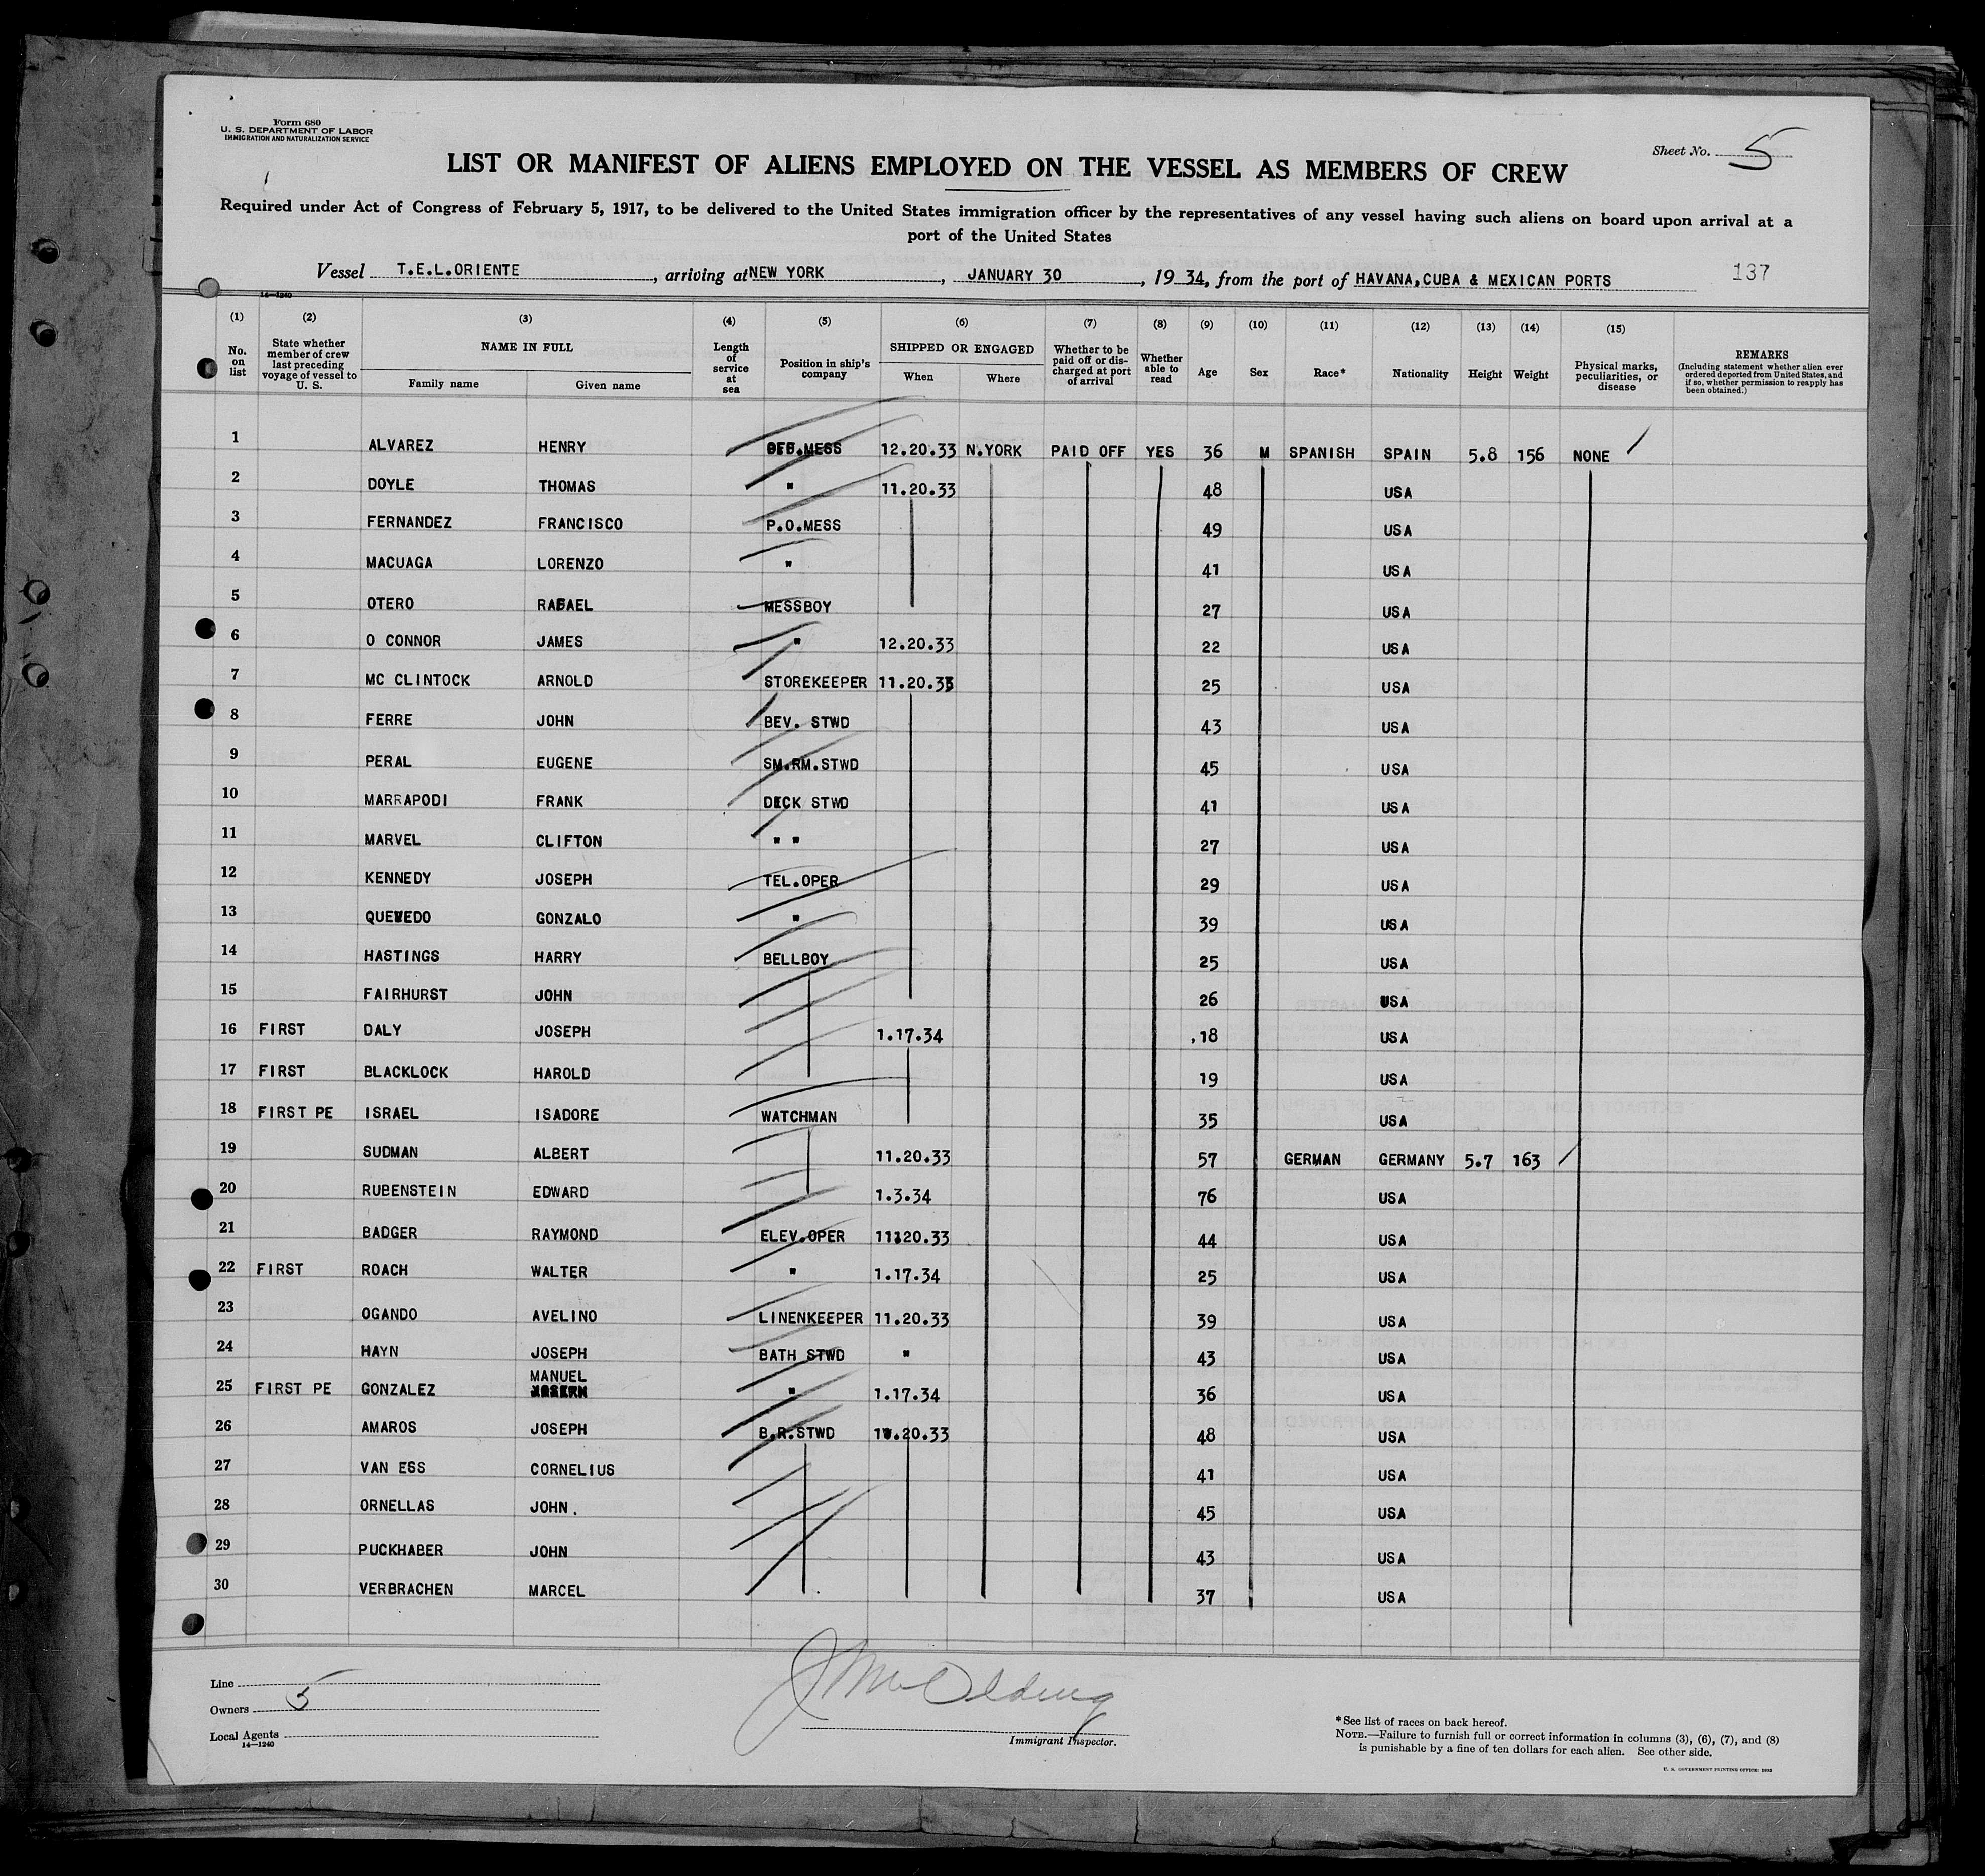 Form 680
U. S. DEPARTMENT OF LABOR
IMMIGRATION AND NATURALIZATION SERVICE
Sheet No. 5
LIST OR MANIFEST OF ALIENS EMPLOYED ON THE VESSEL AS MEMBERS OF CREW
Required under Act of Congress of February 5, 1917, to be delivered to the United States immigration officer by the representatives of any vessel having such aliens on board upon arrival at a
port of the United States
Vessel T.E.L.ORIENTE, arriving at NEW YORK, JANUARY 30, 1934, from the port of HAVANA,CUBA & MEXICAN PORTS 137
14—1240
(1) (2) (3) (4) (5) (6) (7) (8) (9) (10) (11) (12) (13) (14) (15)
No. on list | State whether member of crew last preceding voyage of vessel to U. S. | NAME IN FULL Family name Given name | Length of service at sea | Position in ship's company | SHIPPED OR ENGAGED When Where | Whether to be paid off or discharged at port of arrival | Whether able to read | Age | Sex | Race* | Nationality | Height | Weight | Physical marks, peculiarities, or disease | REMARKS (Including statement whether alien ever ordered deported from United States, and if so, whether permission to reapply has been obtained.)
1 ALVAREZ HENRY OFF.MESS 12.20.33 N.YORK PAID OFF YES 36 M SPANISH SPAIN 5.8 156 NONE
2 DOYLE THOMAS " 11.20.33 48 USA
3 FERNANDEZ FRANCISCO P.O.MESS 49 USA
4 MACUAGA LORENZO " 41 USA
5 OTERO RAFAEL MESSBOY 27 USA
6 O CONNOR JAMES " 12.20.33 22 USA
7 MC CLINTOCK ARNOLD STOREKEEPER 11.20.33 25 USA
8 FERRE JOHN BEV. STWD 43 USA
9 PERAL EUGENE SM.RM.STWD 45 USA
10 MARRAPODI FRANK DECK STWD 41 USA
11 MARVEL CLIFTON " " 27 USA
12 KENNEDY JOSEPH TEL.OPER 29 USA
13 QUEVEDO GONZALO " 39 USA
14 HASTINGS HARRY BELLBOY 25 USA
15 FAIRHURST JOHN 26 USA
16 FIRST DALY JOSEPH 1.17.34 18 USA
17 FIRST BLACKLOCK HAROLD 19 USA
18 FIRST PE ISRAEL ISADORE WATCHMAN 35 USA
19 SUDMAN ALBERT 11.20.33 57 GERMAN GERMANY 5.7 163
20 RUBENSTEIN EDWARD 1.3.34 76 USA
21 BADGER RAYMOND ELEV.OPER 11.20.33 44 USA
22 FIRST ROACH WALTER " 1.17.34 25 USA
23 OGANDO AVELINO LINENKEEPER 11.20.33 39 USA
24 HAYN JOSEPH BATH STWD " 43 USA
25 FIRST PE GONZALEZ MANUEL " 1.17.34 36 USA
26 AMAROS JOSEPH B.R.STWD 11.20.33 48 USA
27 VAN ESS CORNELIUS 41 USA
28 ORNELLAS JOHN. 45 USA
29 PUCKHABER JOHN 43 USA
30 VERBRACHEN MARCEL 37 USA
Line
Owners 5
Local Agents
14—1240
Immigrant Inspector.
*See list of races on back hereof.
NOTE.—Failure to furnish full or correct information in columns (3), (6), (7), and (8)
is punishable by a fine of ten dollars for each alien. See other side.
U. S. GOVERNMENT PRINTING OFFICE: 1932